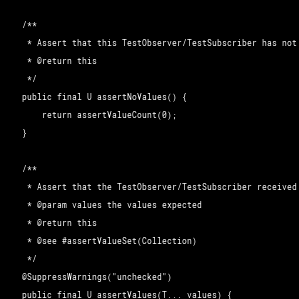 /**
* Assert that this TestObserver/TestSubscriber has not
* @return this
*/
public final U assertNoValues() {
return assertValueCount(0);
}
/**
* Assert that the TestObserver/TestSubscriber received
* @param values the values expected
* @return this
* @see #assertValueSet(Collection)
*/
@SuppressWarnings("unchecked")
public final U assertValues(T... values) {